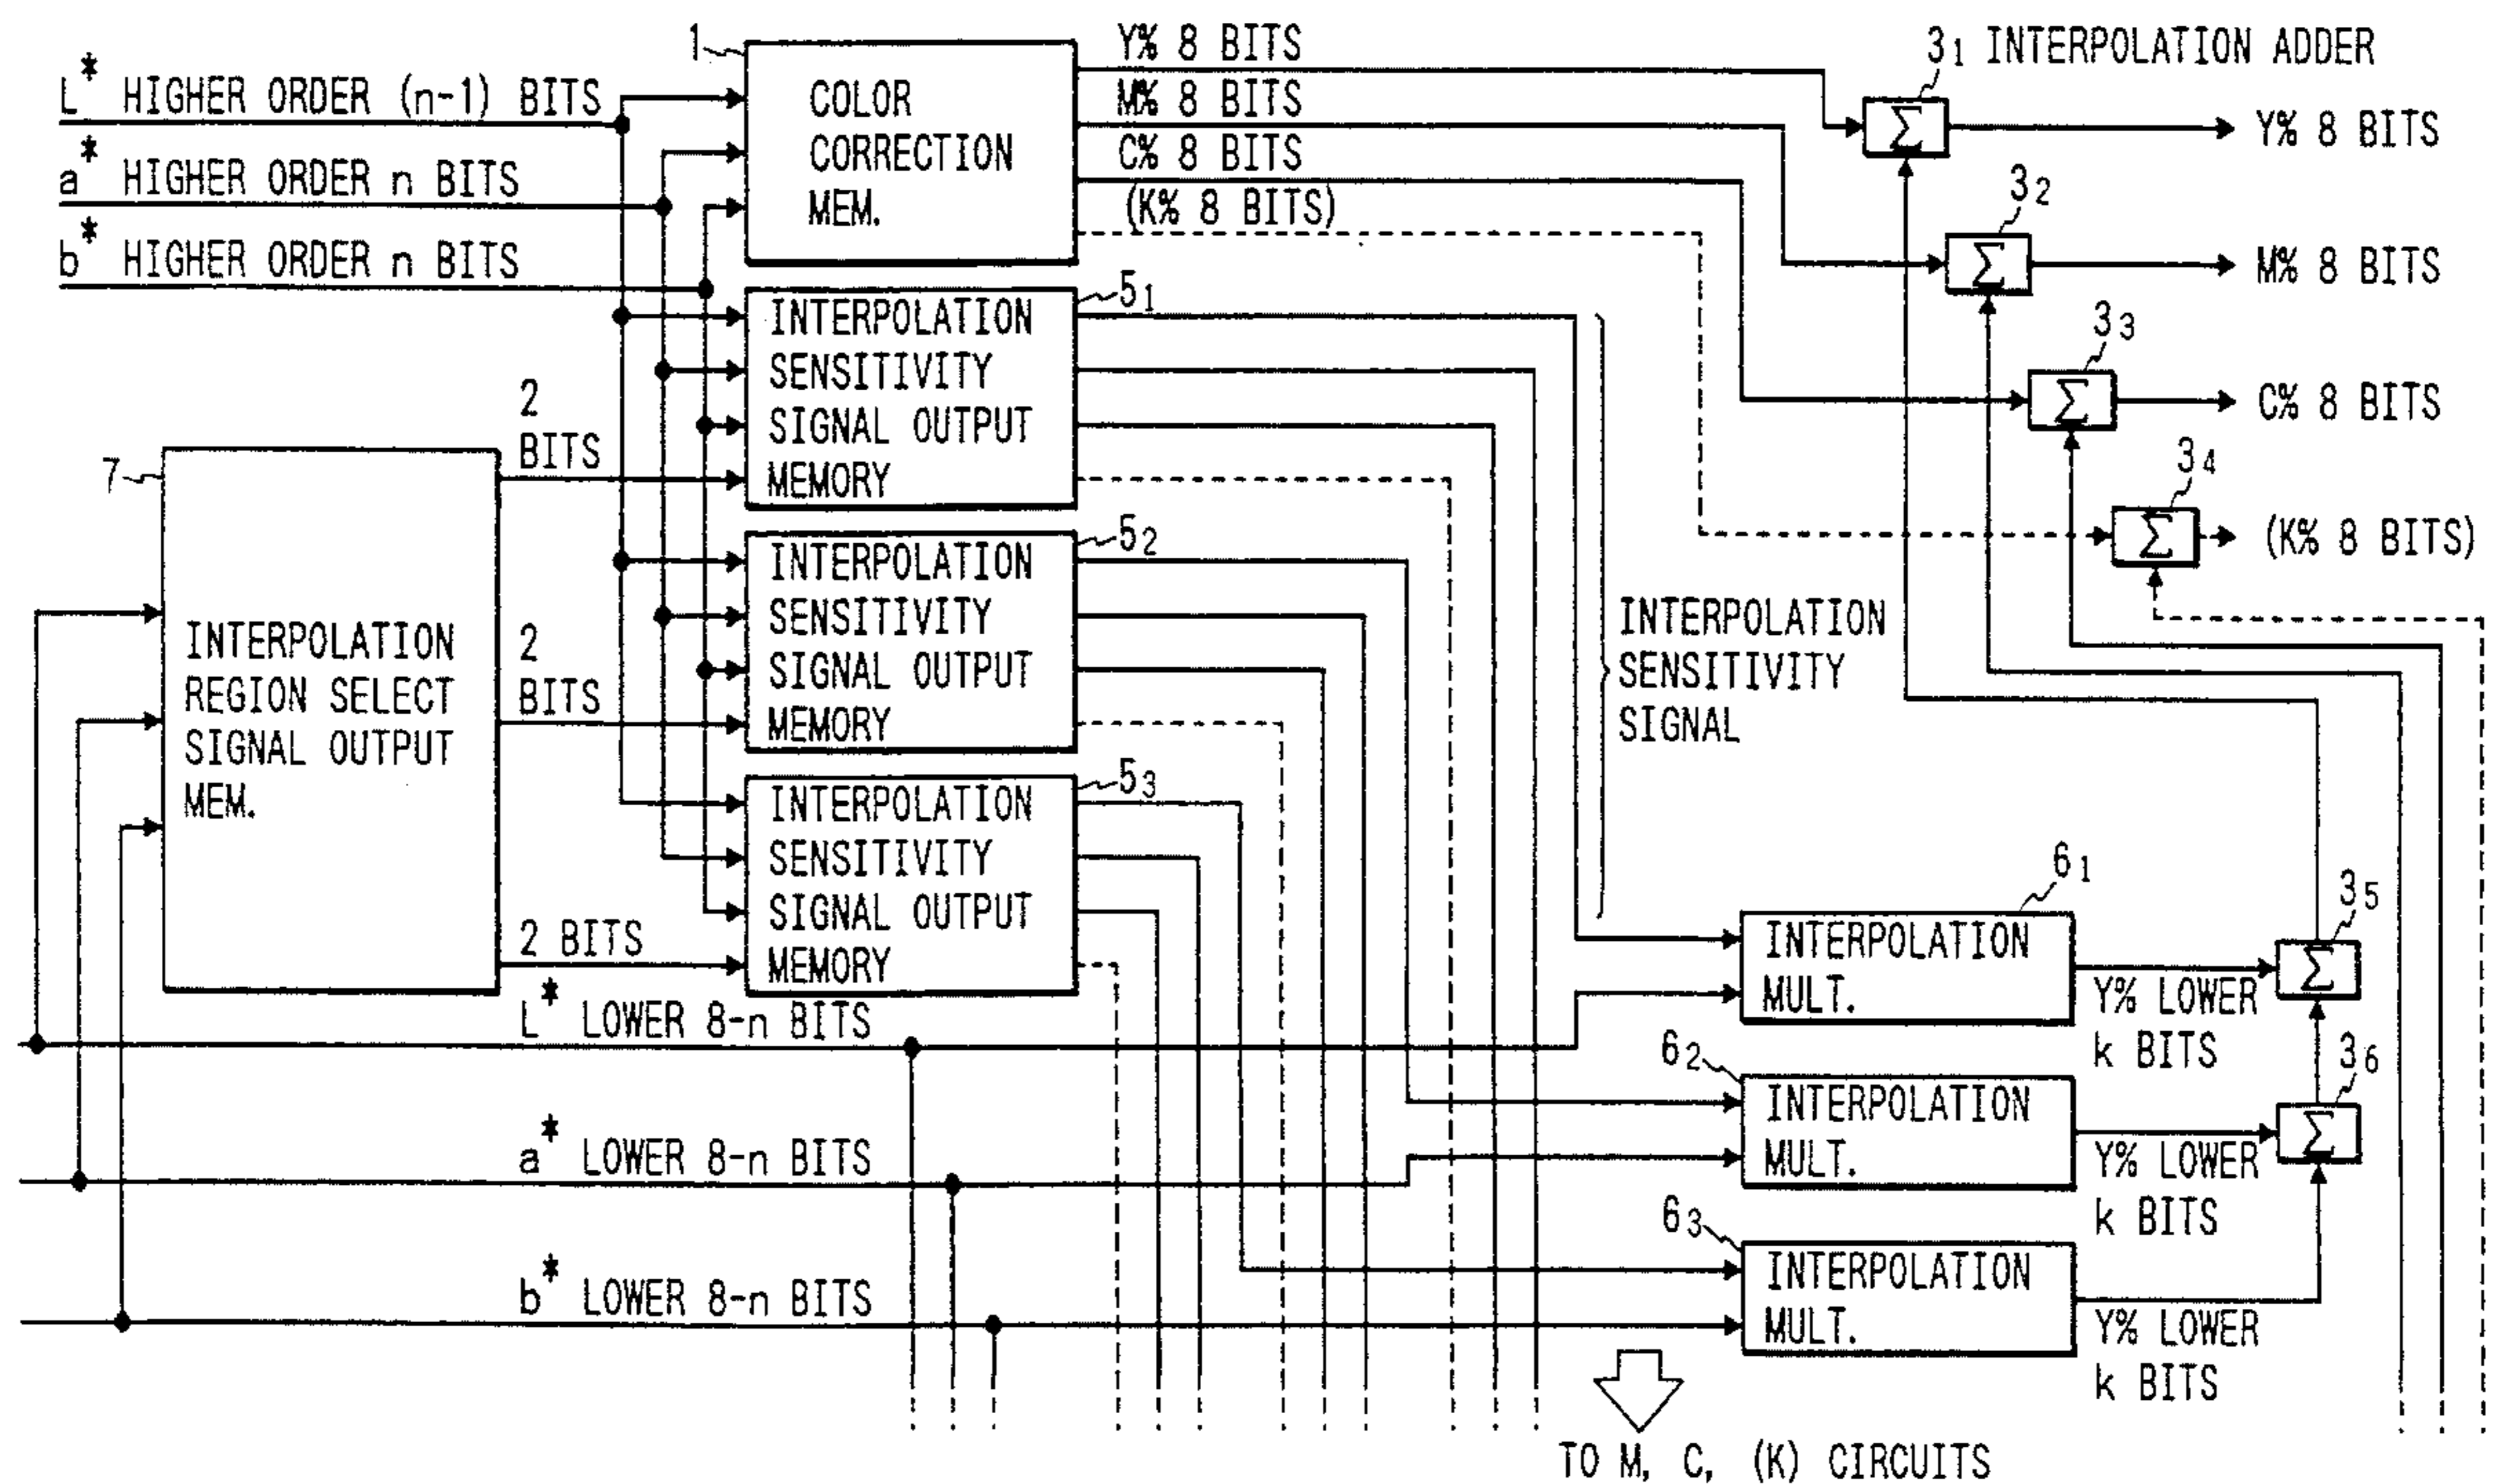 L* HIGHER ORDER (n-1) BITS
a* HIGHER ORDER n BITS
b* HIGHER ORDER n BITS
1
COLOR
CORRECTION
MEM.
Y% 8 BITS
M% 8 BITS
C% 8 BITS
(K% 8 BITS)
3₁ INTERPOLATION ADDER
Σ
Y% 8 BITS
3₂
Σ
M% 8 BITS
3₃
Σ
C% 8 BITS
3₄
Σ
(K% 8 BITS)
5₁
INTERPOLATION
SENSITIVITY
SIGNAL OUTPUT
MEMORY
2
BITS
7
INTERPOLATION
REGION SELECT
SIGNAL OUTPUT
MEM.
5₂
INTERPOLATION
SENSITIVITY
SIGNAL OUTPUT
MEMORY
2
BITS
INTERPOLATION
SENSITIVITY
SIGNAL
5₃
INTERPOLATION
SENSITIVITY
SIGNAL OUTPUT
MEMORY
2 BITS
L* LOWER 8-n BITS
a* LOWER 8-n BITS
b* LOWER 8-n BITS
6₁
INTERPOLATION
MULT.
Y% LOWER
k BITS
3₅
Σ
6₂
INTERPOLATION
MULT.
Y% LOWER
k BITS
3₆
Σ
6₃
INTERPOLATION
MULT.
Y% LOWER
k BITS
TO M, C, (K) CIRCUITS